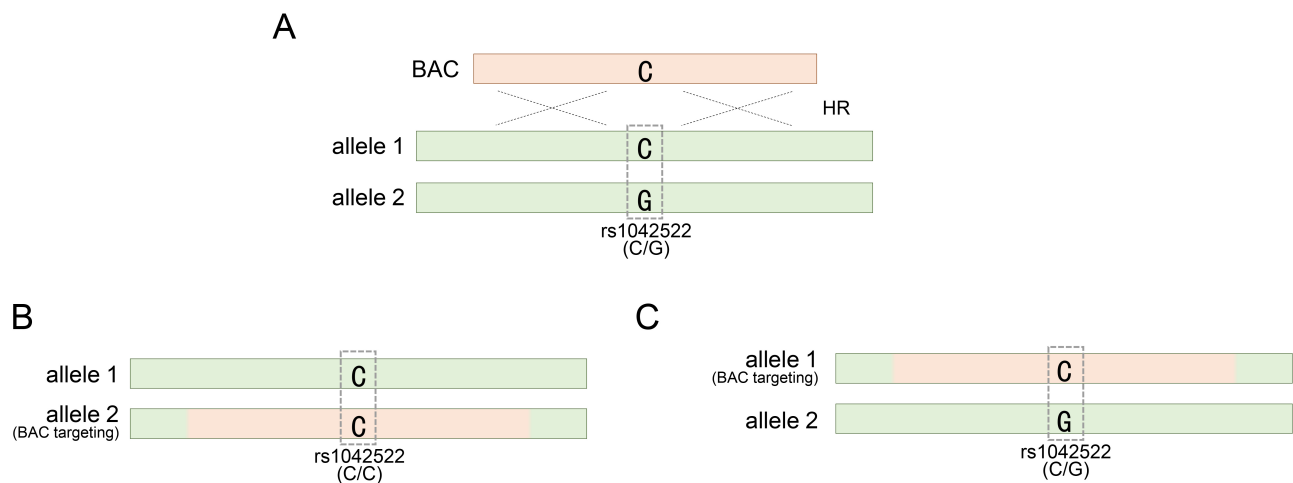 A
BAC C
HR
allele 1 C
allele 2 G
rs1042522
(C/G)
B
allele 1 C
allele 2 C
(BAC targeting)
rs1042522
(C/C)
C
allele 1 C
(BAC targeting)
allele 2 G
rs1042522
(C/G)